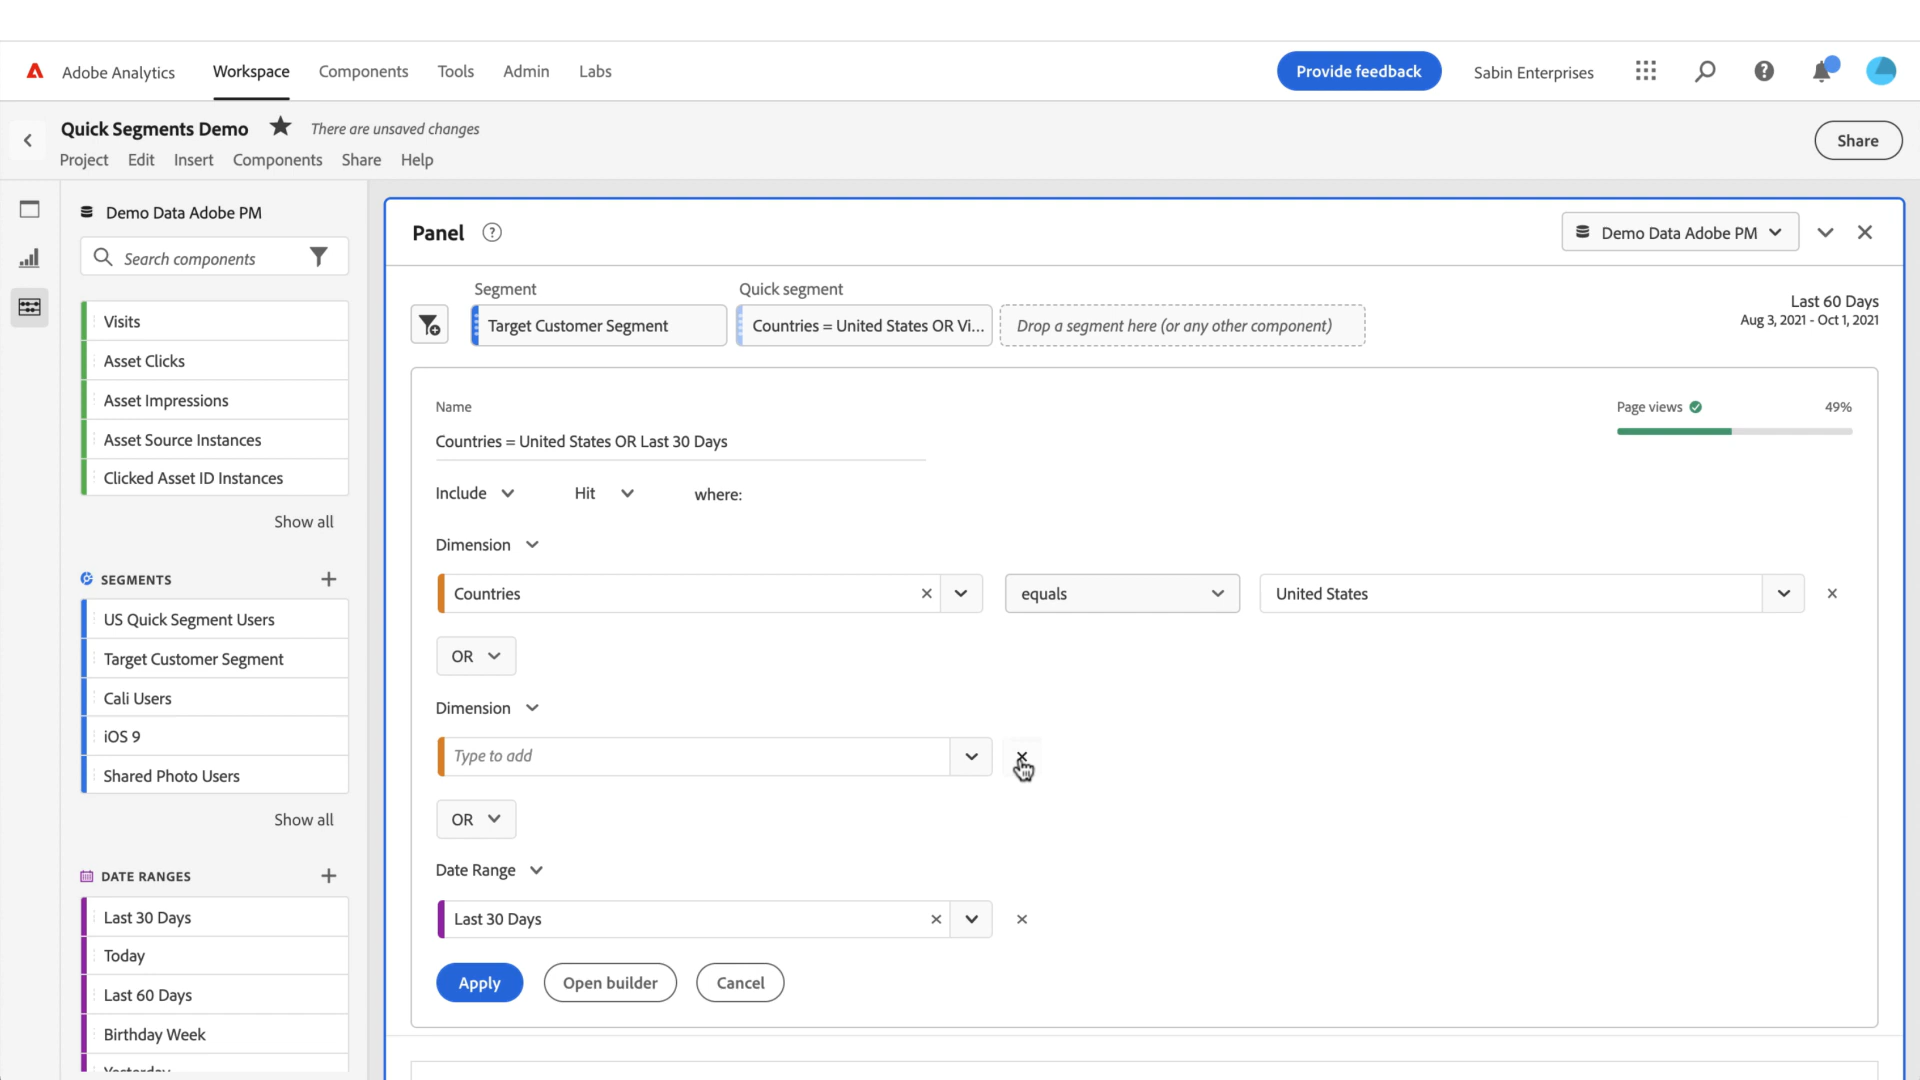 Adobe Analytics
Workspace
Components
Tools
Admin
Labs
Provide feedback
Sabin Enterprises
Quick Segments Demo
There are unsaved changes
Project
Edit
Insert
Components
Share
Help
Share
Demo Data Adobe PM
Search components
Visits
Asset Clicks
Asset Impressions
Asset Source Instances
Clicked Asset ID Instances
Show all
SEGMENTS
US Quick Segment Users
Target Customer Segment
Cali Users
iOS 9
Shared Photo Users
Show all
DATE RANGES
Last 30 Days
Today
Last 60 Days
Birthday Week
Yesterday
Panel
Demo Data Adobe PM
Segment
Quick segment
Target Customer Segment
Countries = United States OR Vi...
Drop a segment here (or any other component)
Last 60 Days
Aug 3, 2021 - Oct 1, 2021
Name
Page views
49%
Countries = United States OR Last 30 Days
Include
Hit
where:
Dimension
Countries
equals
United States
OR
Dimension
Type to add
OR
Date Range
Last 30 Days
Apply
Open builder
Cancel